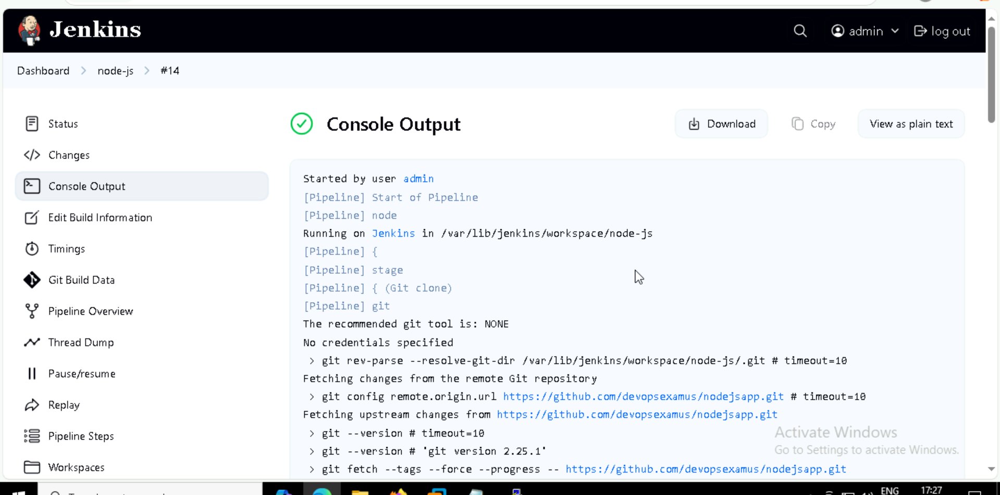 Jenkins
admin
log out
Dashboard
node-js
#14
Status
Changes
Console Output
Edit Build Information
Timings
Git Build Data
Pipeline Overview
Thread Dump
Pause/resume
Replay
Pipeline Steps
Workspaces
Console Output
Download
Copy
View as plain text
Started by user admin
[Pipeline] Start of Pipeline
[Pipeline] node
Running on Jenkins in /var/lib/jenkins/workspace/node-js
[Pipeline] {
[Pipeline] stage
[Pipeline] { (Git clone)
[Pipeline] git
The recommended git tool is: NONE
No credentials specified
> git rev-parse --resolve-git-dir /var/lib/jenkins/workspace/node-js/.git # timeout=10
Fetching changes from the remote Git repository
> git config remote.origin.url https://github.com/devopsexamus/nodejsapp.git # timeout=10
Fetching upstream changes from https://github.com/devopsexamus/nodejsapp.git
> git --version # timeout=10
> git --version # 'git version 2.25.1'
> git fetch --tags --force --progress -- https://github.com/devopsexamus/nodejsapp.git
Activate Windows
Go to Settings to activate Windows.
ENG
17:27